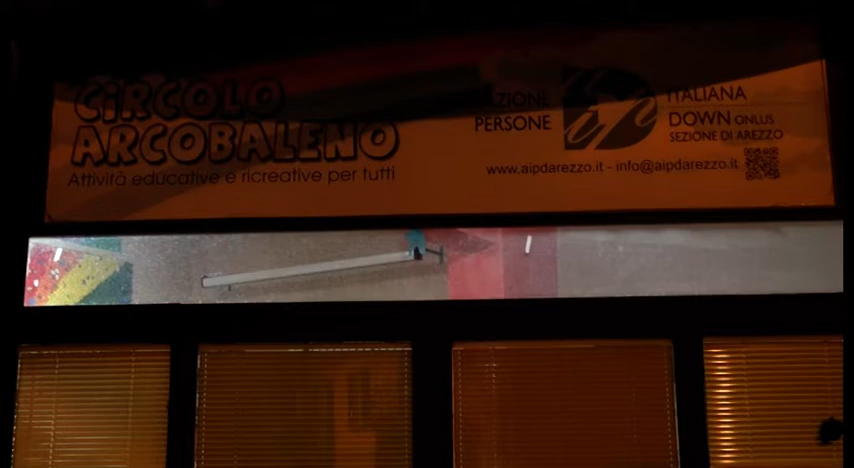 CIRCOLO
ARCOBALENO
Attività educative e ricreative per tutti
ITALIANA
PERSONE
DOWN ONLUS
SEZIONE DI AREZZO
www.aipdarezzo.it - info@aipdarezzo.it